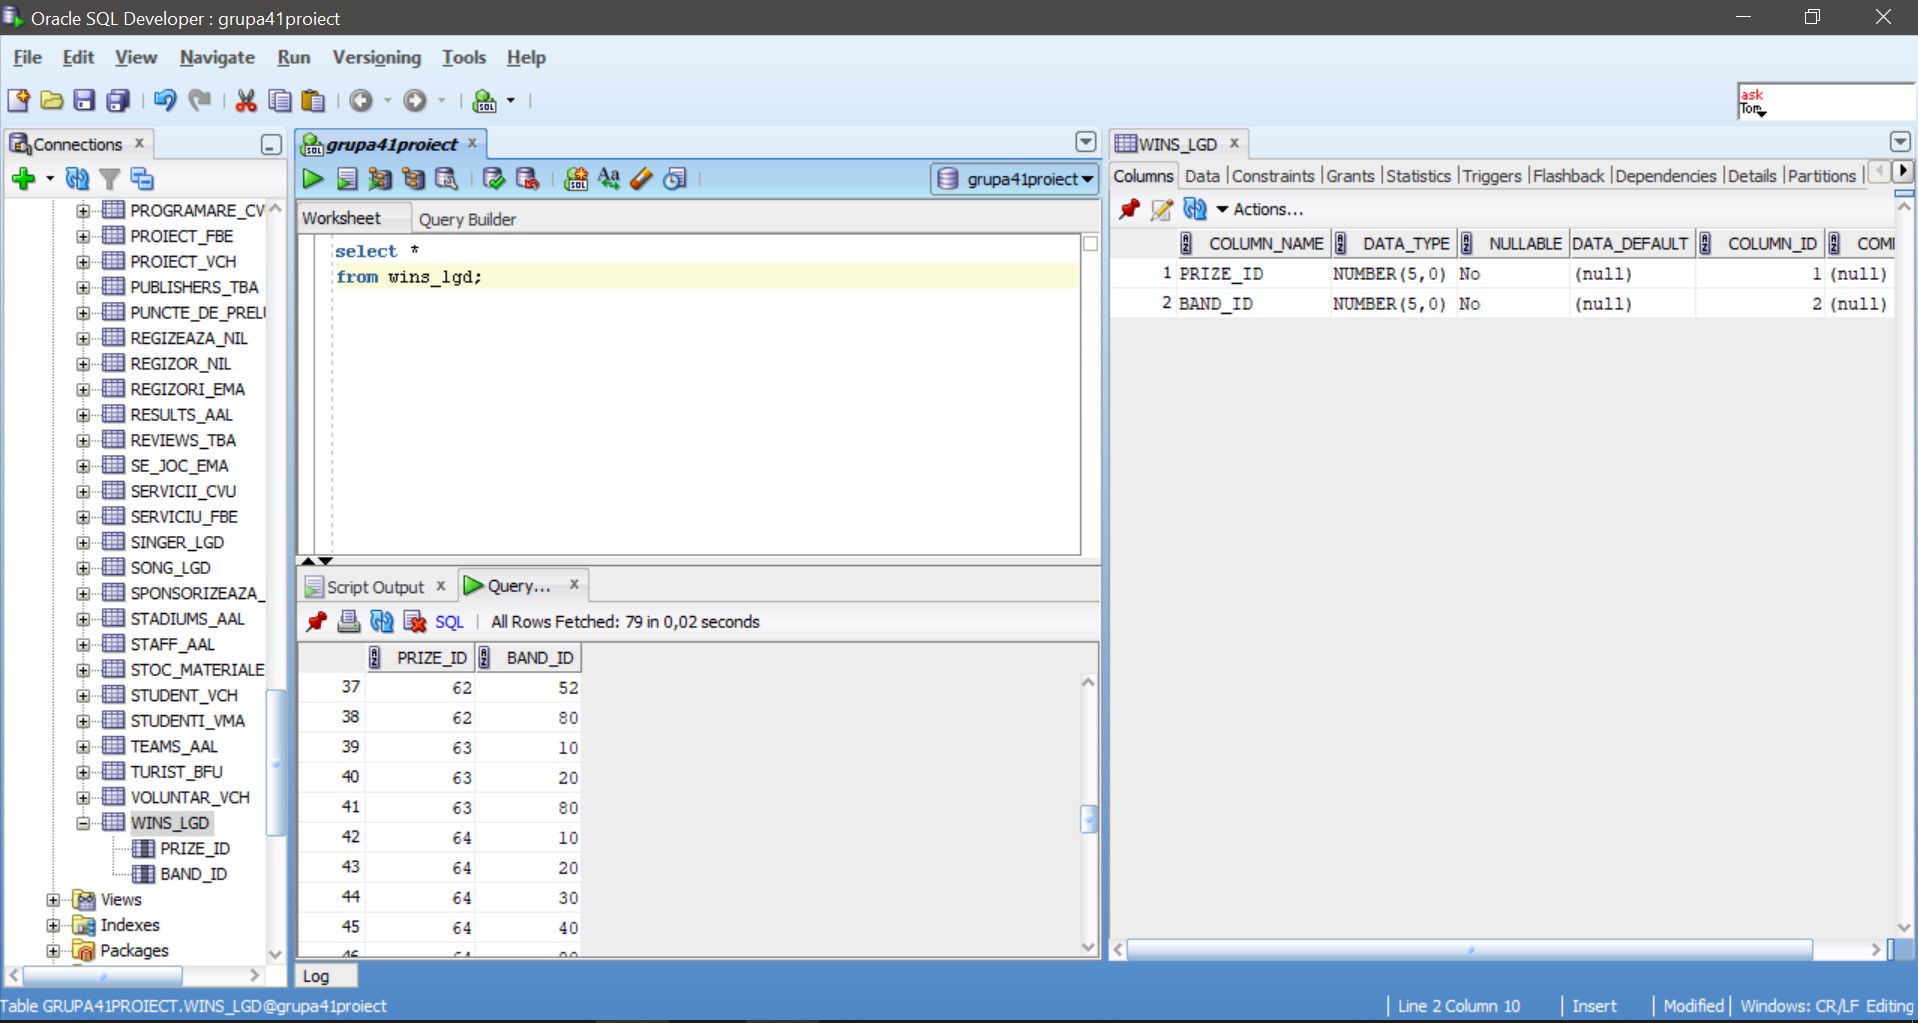 Oracle SQL Developer : grupa41proiect
File Edit View Navigate Run Versioning Tools Help
ask
Tom
Connections
PROGRAMARE_CV
PROIECT_FBE
PROIECT_VCH
PUBLISHERS_TBA
PUNCTE_DE_PREL
REGIZEAZA_NIL
REGIZOR_NIL
REGIZORI_EMA
RESULTS_AAL
REVIEWS_TBA
SE_JOC_EMA
SERVICII_CVU
SERVICIU_FBE
SINGER_LGD
SONG_LGD
SPONSORIZEAZA_
STADIUMS_AAL
STAFF_AAL
STOC_MATERIALE
STUDENT_VCH
STUDENTI_VMA
TEAMS_AAL
TURIST_BFU
VOLUNTAR_VCH
WINS_LGD
PRIZE_ID
BAND_ID
Views
Indexes
Packages
grupa41proiect
grupa41proiect
Worksheet Query Builder
select *
from wins_lgd;
Script Output Query...
SQL All Rows Fetched: 79 in 0,02 seconds
PRIZE_ID BAND_ID
37 62 52
38 62 80
39 63 10
40 63 20
41 63 80
42 64 10
43 64 20
44 64 30
45 64 40
Log
WINS_LGD
Columns Data Constraints Grants Statistics Triggers Flashback Dependencies Details Partitions
Actions...
COLUMN_NAME DATA_TYPE NULLABLE DATA_DEFAULT COLUMN_ID COM
1 PRIZE_ID NUMBER(5,0) No (null) 1 (null)
2 BAND_ID NUMBER(5,0) No (null) 2 (null)
Table GRUPA41PROIECT.WINS_LGD@grupa41proiect
Line 2 Column 10 Insert Modified Windows: CR/LF Editing